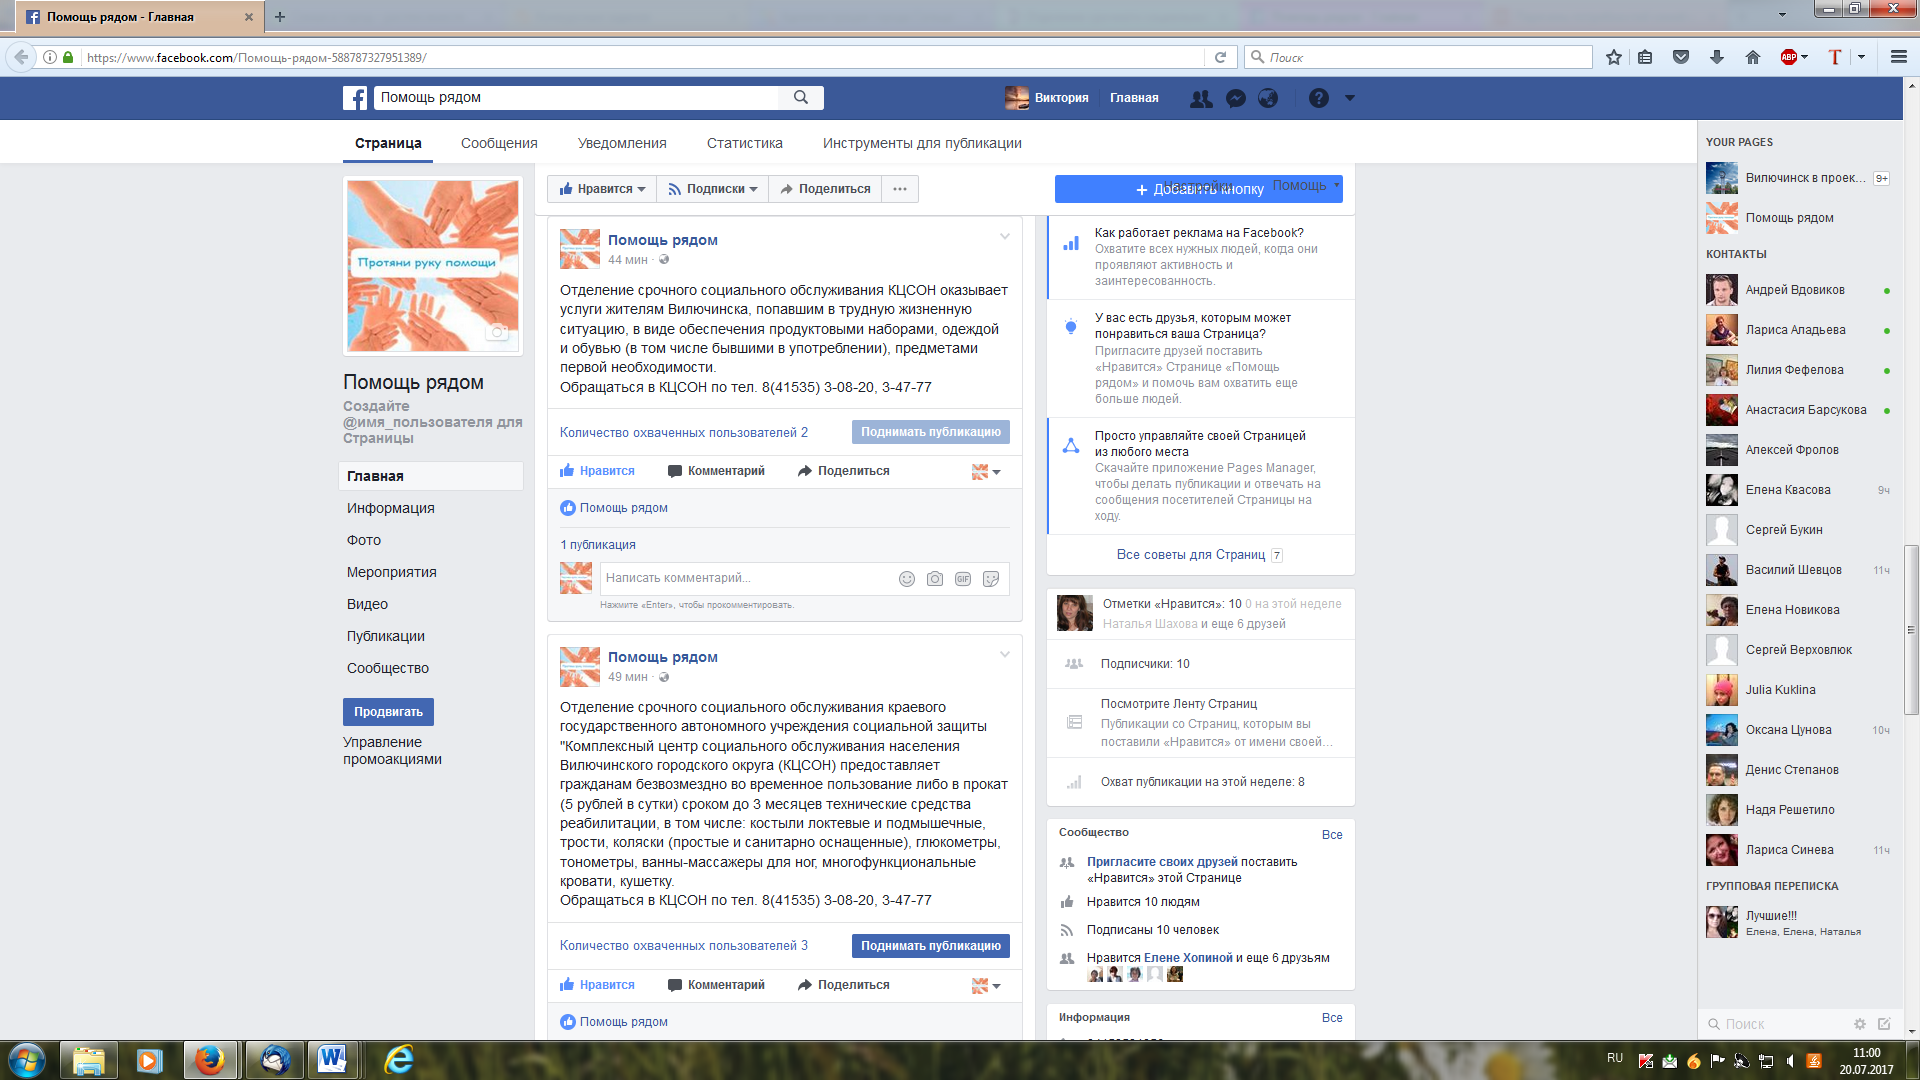 Помощь рядом - Главная
https://www.facebook.com/Помощь-рядом-588787327951389/
Поиск
ABP
T
Помощь рядом
Виктория
Главная
Страница
Сообщения
Уведомления
Статистика
Инструменты для публикации
Настройки
Помощь
Протяни руку помощи
Помощь рядом
Создайте
@имя_пользователя для
Страницы
Главная
Информация
Фото
Мероприятия
Видео
Публикации
Сообщество
Продвигать
Управление
промоакциями
Нравится
Подписки
Поделиться
+ Добавить кнопку
Помощь рядом
44 мин ·
Отделение срочного социального обслуживания КЦСОН оказывает
услуги жителям Вилючинска, попавшим в трудную жизненную
ситуацию, в виде обеспечения продуктовыми наборами, одеждой
и обувью (в том числе бывшими в употреблении), предметами
первой необходимости.
Обращаться в КЦСОН по тел. 8(41535) 3-08-20, 3-47-77
Количество охваченных пользователей 2
Поднимать публикацию
Нравится
Комментарий
Поделиться
Помощь рядом
1 публикация
Написать комментарий...
GIF
Нажмите «Enter», чтобы прокомментировать.
Помощь рядом
49 мин ·
Отделение срочного социального обслуживания краевого
государственного автономного учреждения социальной защиты
"Комплексный центр социального обслуживания населения
Вилючинского городского округа (КЦСОН) предоставляет
гражданам безвозмездно во временное пользование либо в прокат
(5 рублей в сутки) сроком до 3 месяцев технические средства
реабилитации, в том числе: костыли локтевые и подмышечные,
трости, коляски (простые и санитарно оснащенные), глюкометры,
тонометры, ванны-массажеры для ног, многофункциональные
кровати, кушетку.
Обращаться в КЦСОН по тел. 8(41535) 3-08-20, 3-47-77
Количество охваченных пользователей 3
Поднимать публикацию
Нравится
Комментарий
Поделиться
Помощь рядом
Как работает реклама на Facebook?
Охватите всех нужных людей, когда они
проявляют активность и
заинтересованность.
У вас есть друзья, которым может
понравиться ваша Страница?
Пригласите друзей поставить
«Нравится» Странице «Помощь
рядом» и помочь вам охватить еще
больше людей.
Просто управляйте своей Страницей
из любого места
Скачайте приложение Pages Manager,
чтобы делать публикации и отвечать на
сообщения посетителей Страницы на
ходу.
Все советы для Страниц 7
Отметки «Нравится»: 10 0 на этой неделе
Наталья Шахова и еще 6 друзей
Подписчики: 10
Посмотрите Ленту Страниц
Публикации со Страниц, которым вы
поставили «Нравится» от имени своей...
Охват публикации на этой неделе: 8
Сообщество
Все
Пригласите своих друзей поставить
«Нравится» этой Странице
Нравится 10 людям
Подписаны 10 человек
Нравится Елене Хопиной и еще 6 друзьям
Информация
Все
YOUR PAGES
Вилючинск в проек... 9+
Помощь рядом
КОНТАКТЫ
Андрей Вдовиков
Лариса Аладьева
Лилия Фефелова
Анастасия Барсукова
Алексей Фролов
Елена Квасова 9ч
Сергей Букин
Василий Шевцов 11ч
Елена Новикова
Сергей Верховлюк
Julia Kuklina
Оксана Цунова 10ч
Денис Степанов
Надя Решетило
Лариса Синева 11ч
ГРУППОВАЯ ПЕРЕПИСКА
Лучшие!!!
Елена, Елена, Наталья
Поиск
RU
11:00
20.07.2017